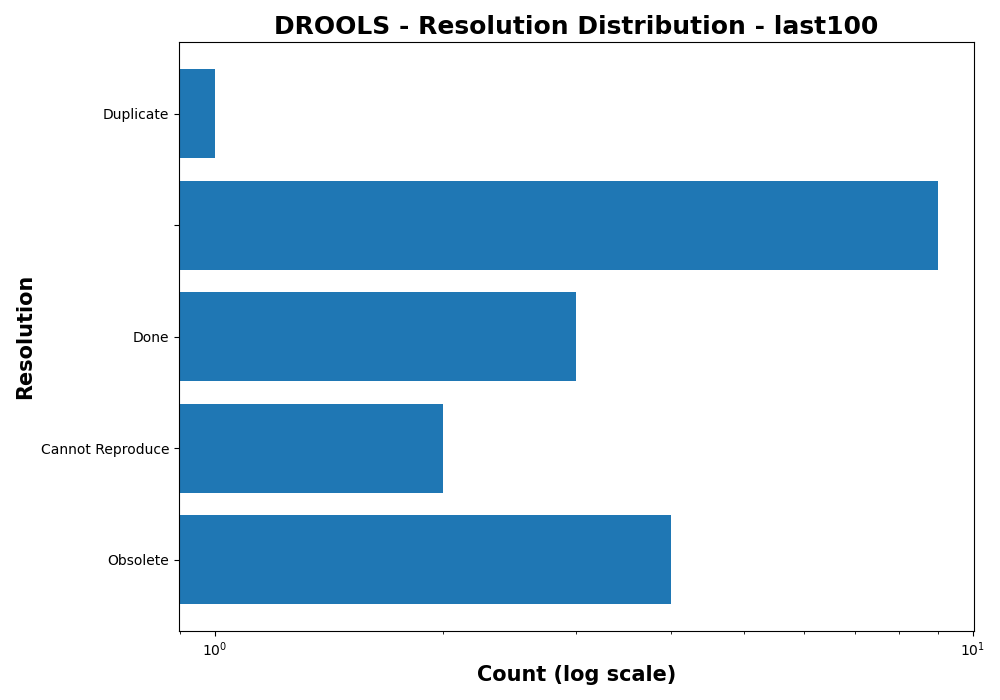 DROOLS - Resolution Distribution - last100
Duplicate
Done
Cannot Reproduce
Obsolete
Resolution
10⁰
10¹
Count (log scale)